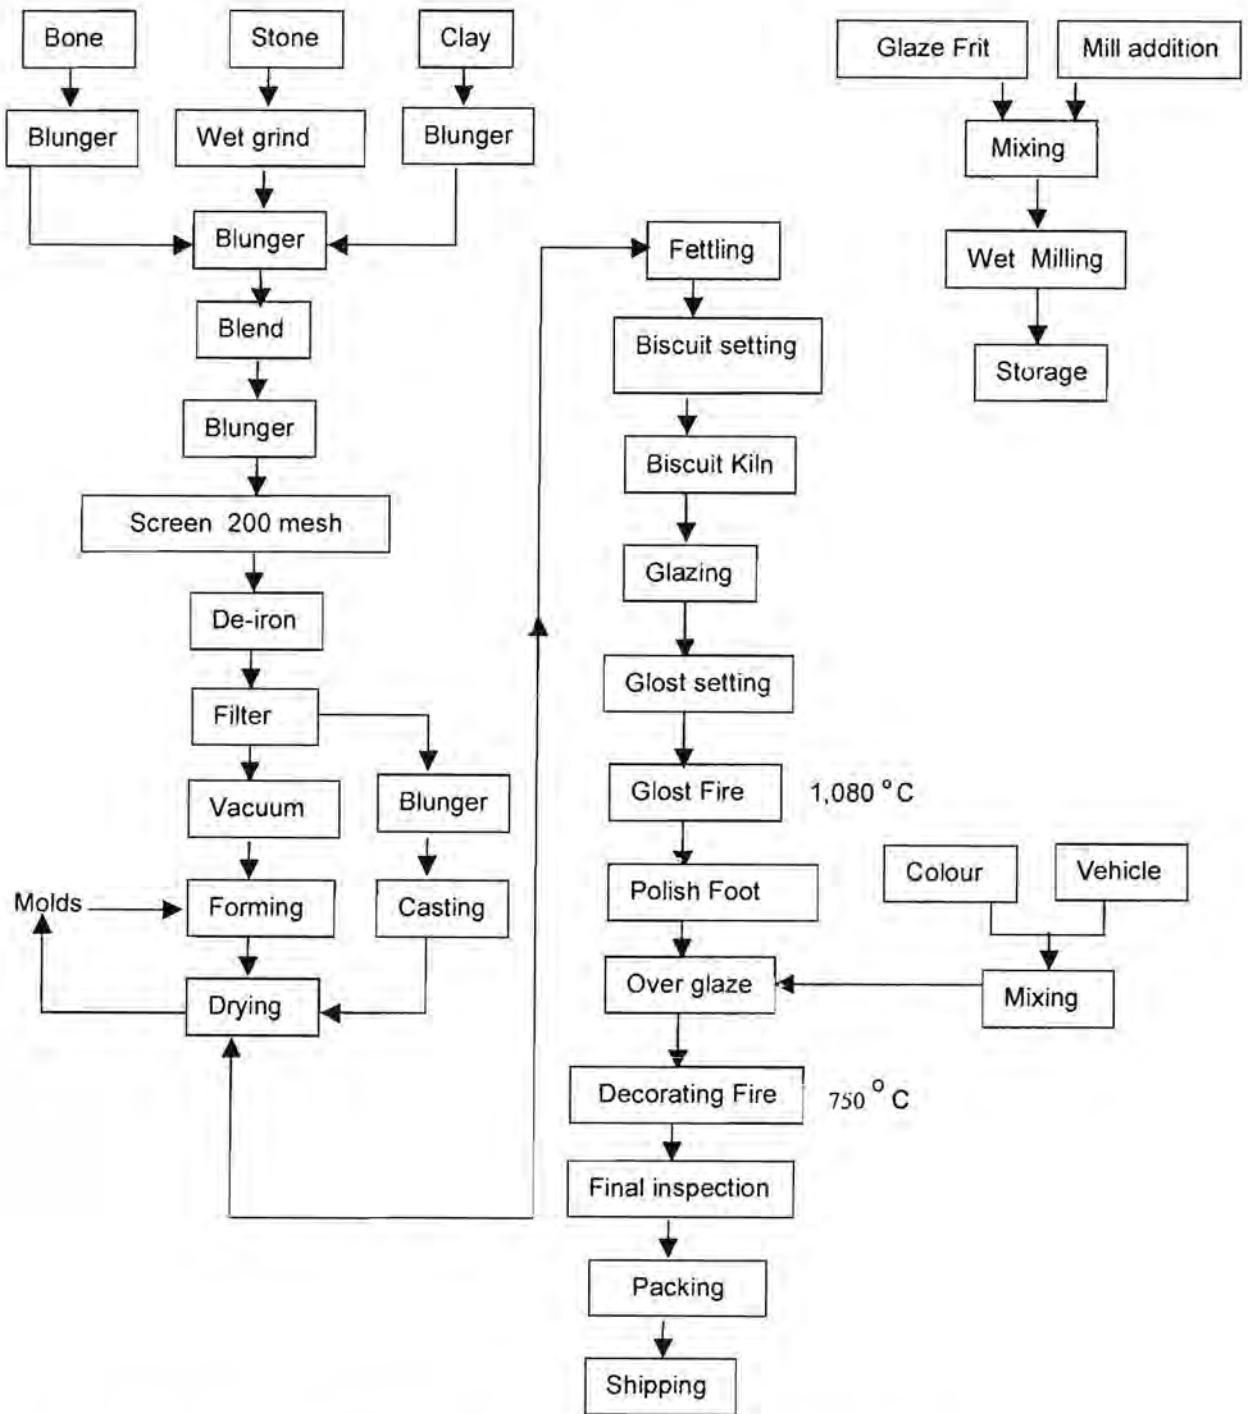 Bone
Stone
Clay
Glaze Frit
Mill addition
Blunger
Wet grind
Blunger
Mixing
Blunger
Fettling
Wet Milling
Blend
Biscuit setting
Storage
Blunger
Biscuit Kiln
Screen 200 mesh
Glazing
De-iron
Glost setting
Filter
Vacuum
Blunger
Glost Fire
1,080 °C
Colour
Vehicle
Polish Foot
Molds
Forming
Casting
Over glaze
Mixing
Drying
Decorating Fire
750 °C
Final inspection
Packing
Shipping